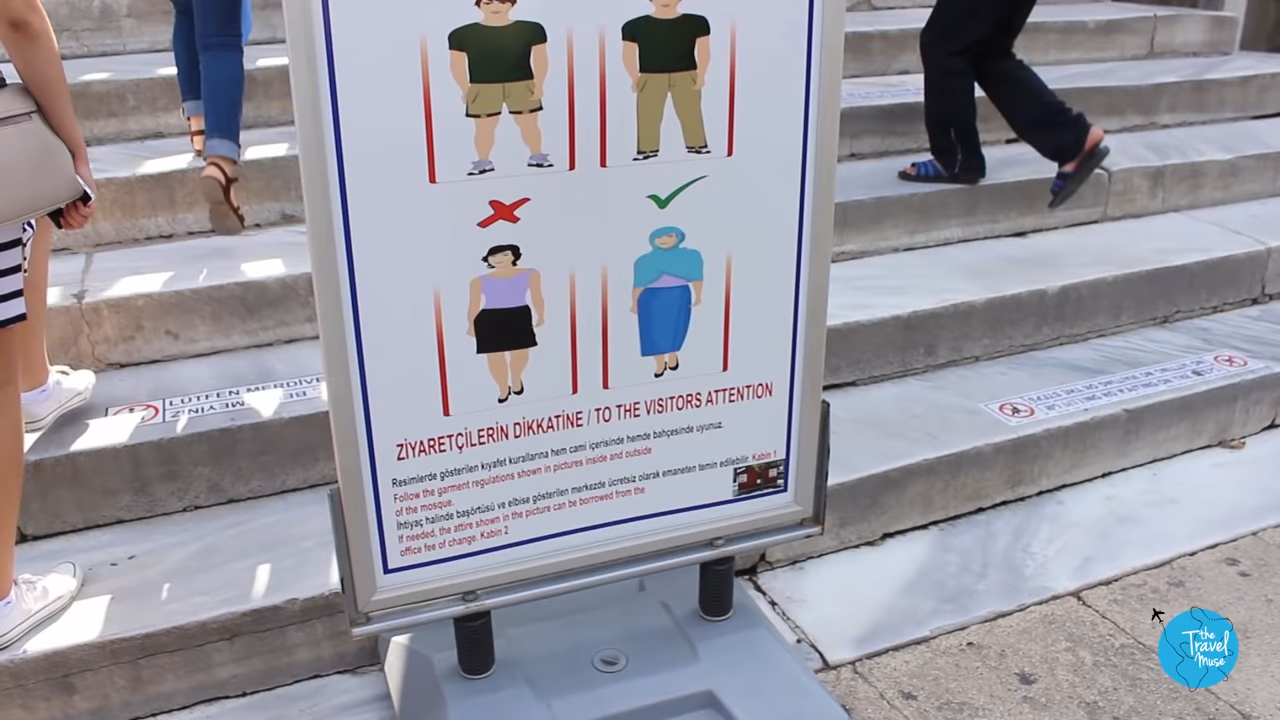 ZİYARETÇİLERİN DİKKATİNE / TO THE VISITORS ATTENTION
Resimlerde gösterilen kıyafet kurallarına hem cami içerisinde hemde bahçesinde uyunuz.
Follow the garment regulations shown in pictures inside and outside
of the mosque.
İhtiyaç halinde başörtüsü ve elbise gösterilen merkezde ücretsiz olarak emaneten temin edilebilir. Kabin 1
If needed, the attire shown in the picture can be borrowed from the
office fee of change. Kabin 2
LÜTFEN MERDİVE
the
Travel
Muse